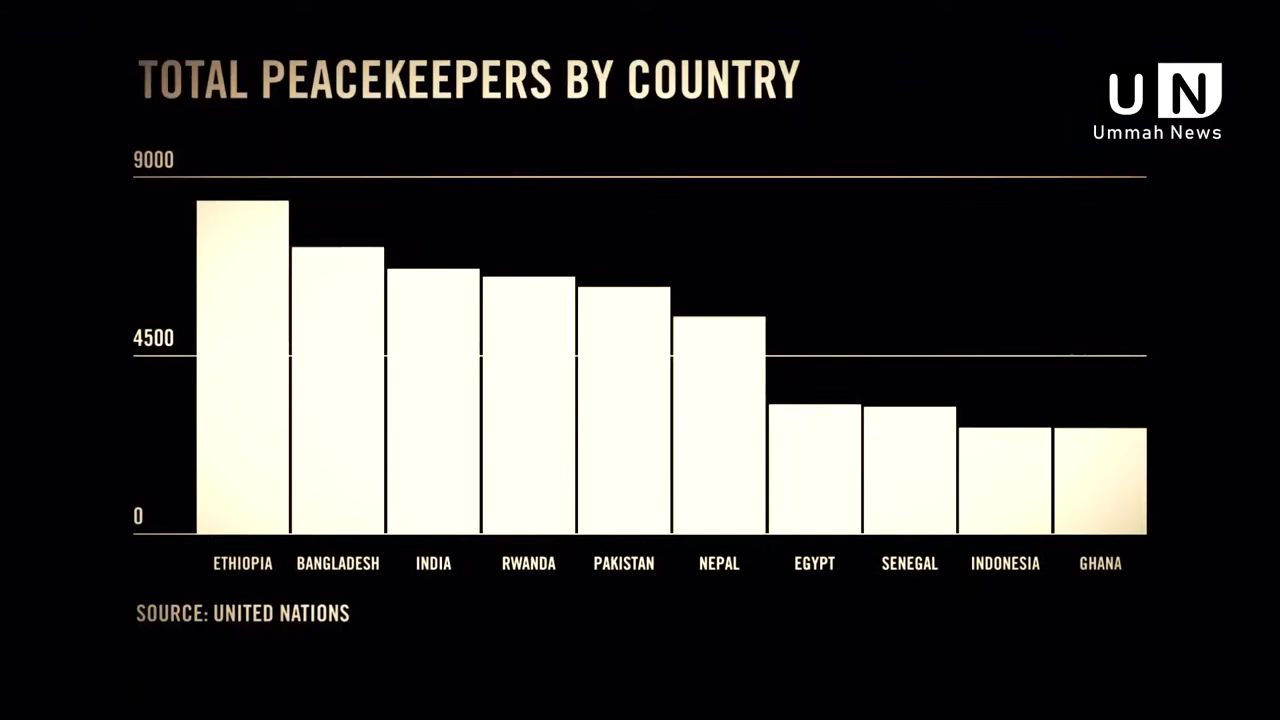 TOTAL PEACEKEEPERS BY COUNTRY
UN
Ummah News
9000
4500
0
ETHIOPIA BANGLADESH INDIA RWANDA PAKISTAN NEPAL EGYPT SENEGAL INDONESIA GHANA
SOURCE: UNITED NATIONS